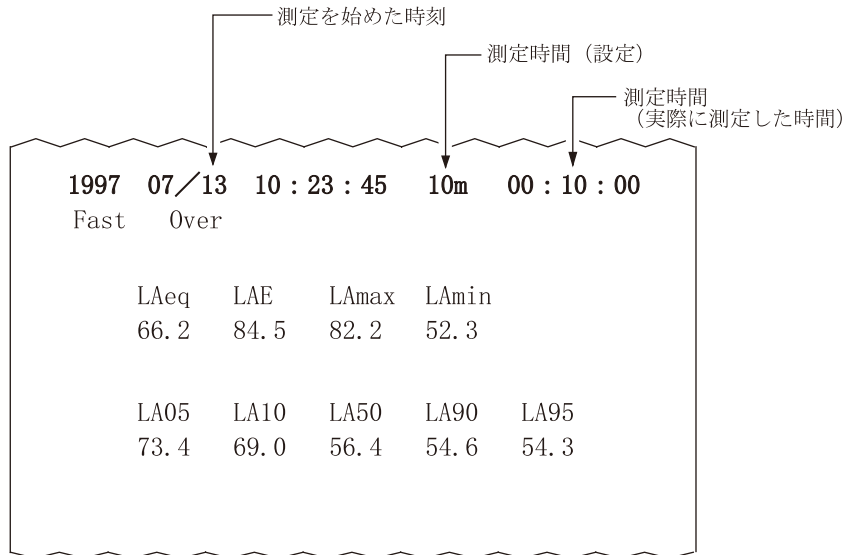 測定を始めた時刻
測定時間（設定）
測定時間
（実際に測定した時間）
1997 07／13 10：23：45 10m 00：10：00
Fast Over
LAeq LAE LAmax LAmin
66.2 84.5 82.2 52.3
LA05 LA10 LA50 LA90 LA95
73.4 69.0 56.4 54.6 54.3